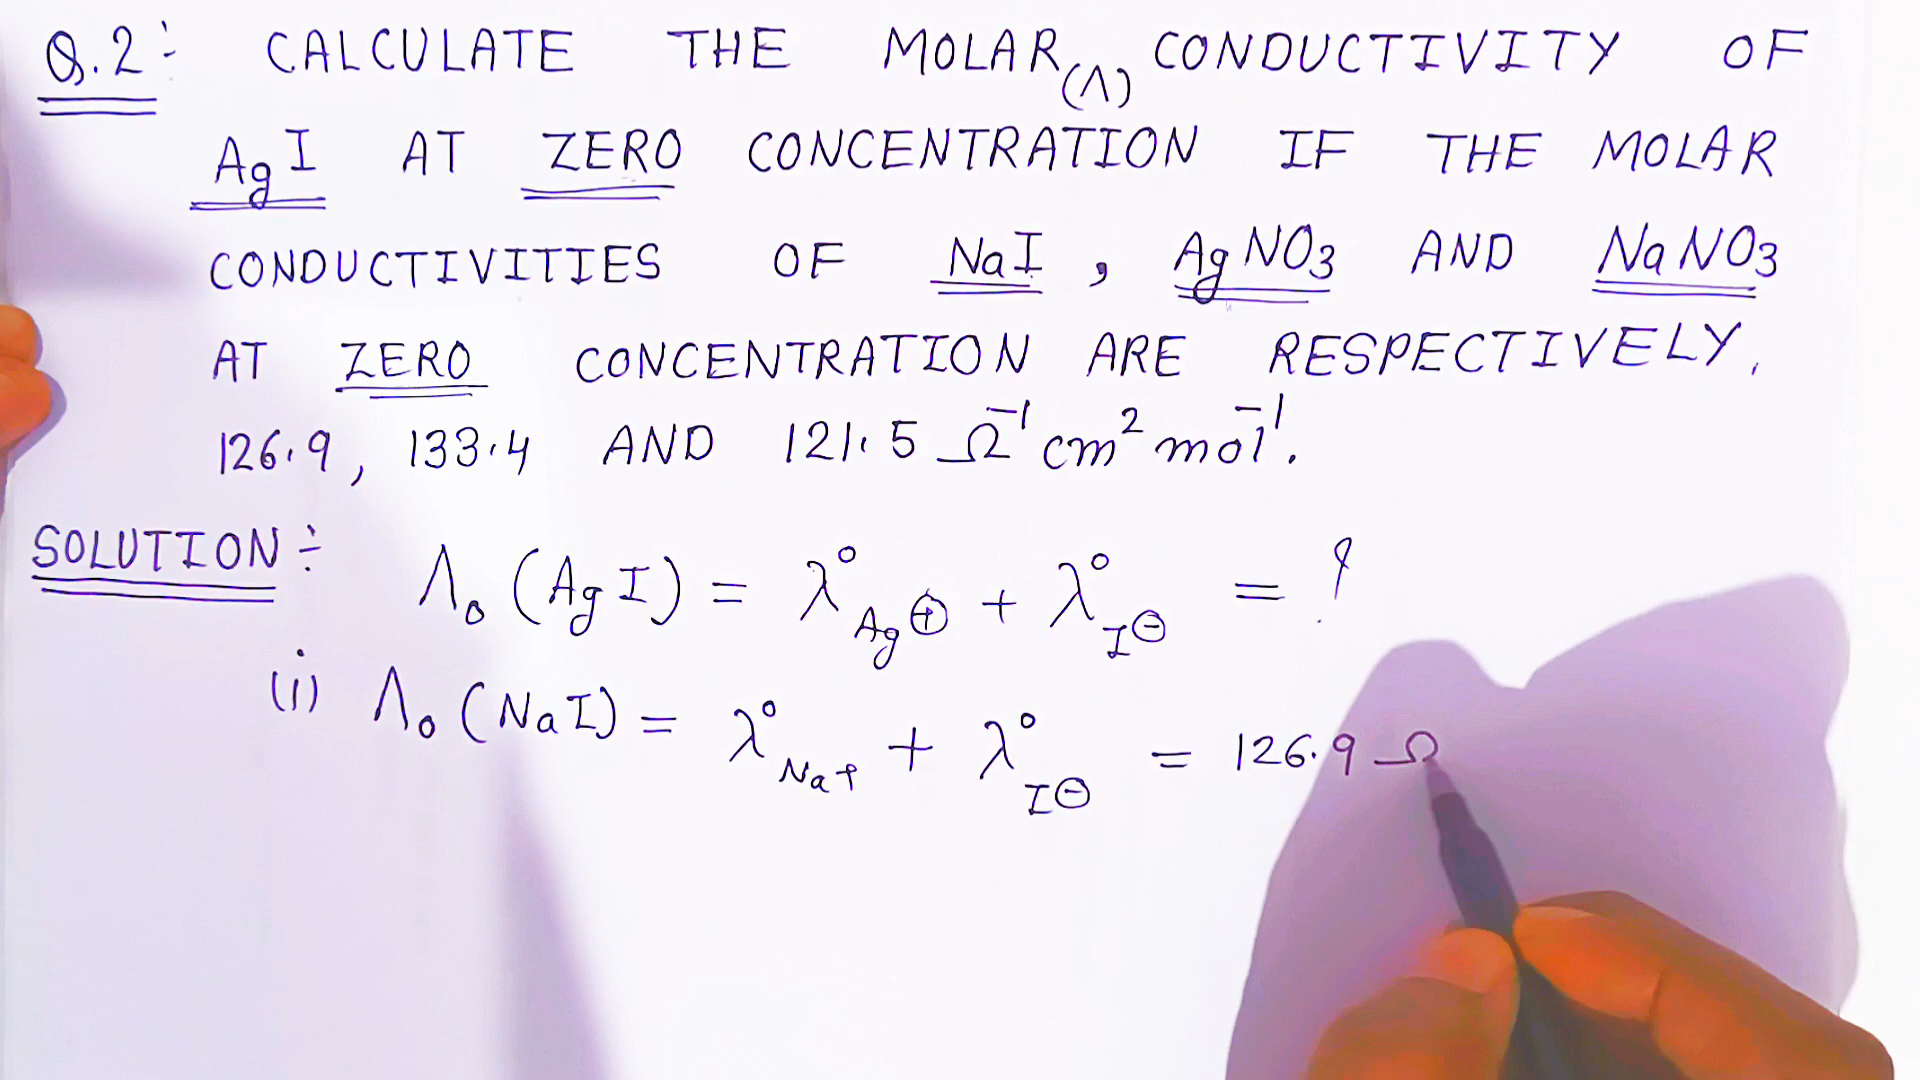 Q.2:- CALCULATE THE MOLAR(Λ) CONDUCTIVITY OF
AgI AT ZERO CONCENTRATION IF THE MOLAR
CONDUCTIVITIES OF NaI, AgNO3 AND NaNO3
AT ZERO CONCENTRATION ARE RESPECTIVELY,
126.9, 133.4 AND 121.5 Ω⁻¹ cm² mol⁻¹.
SOLUTION:- Λ₀ (AgI) = λ°Ag⊕ + λ°I⊖ = ?
(i) Λ₀ (NaI) = λ°Na+ + λ°I⊖ = 126.9 Ω